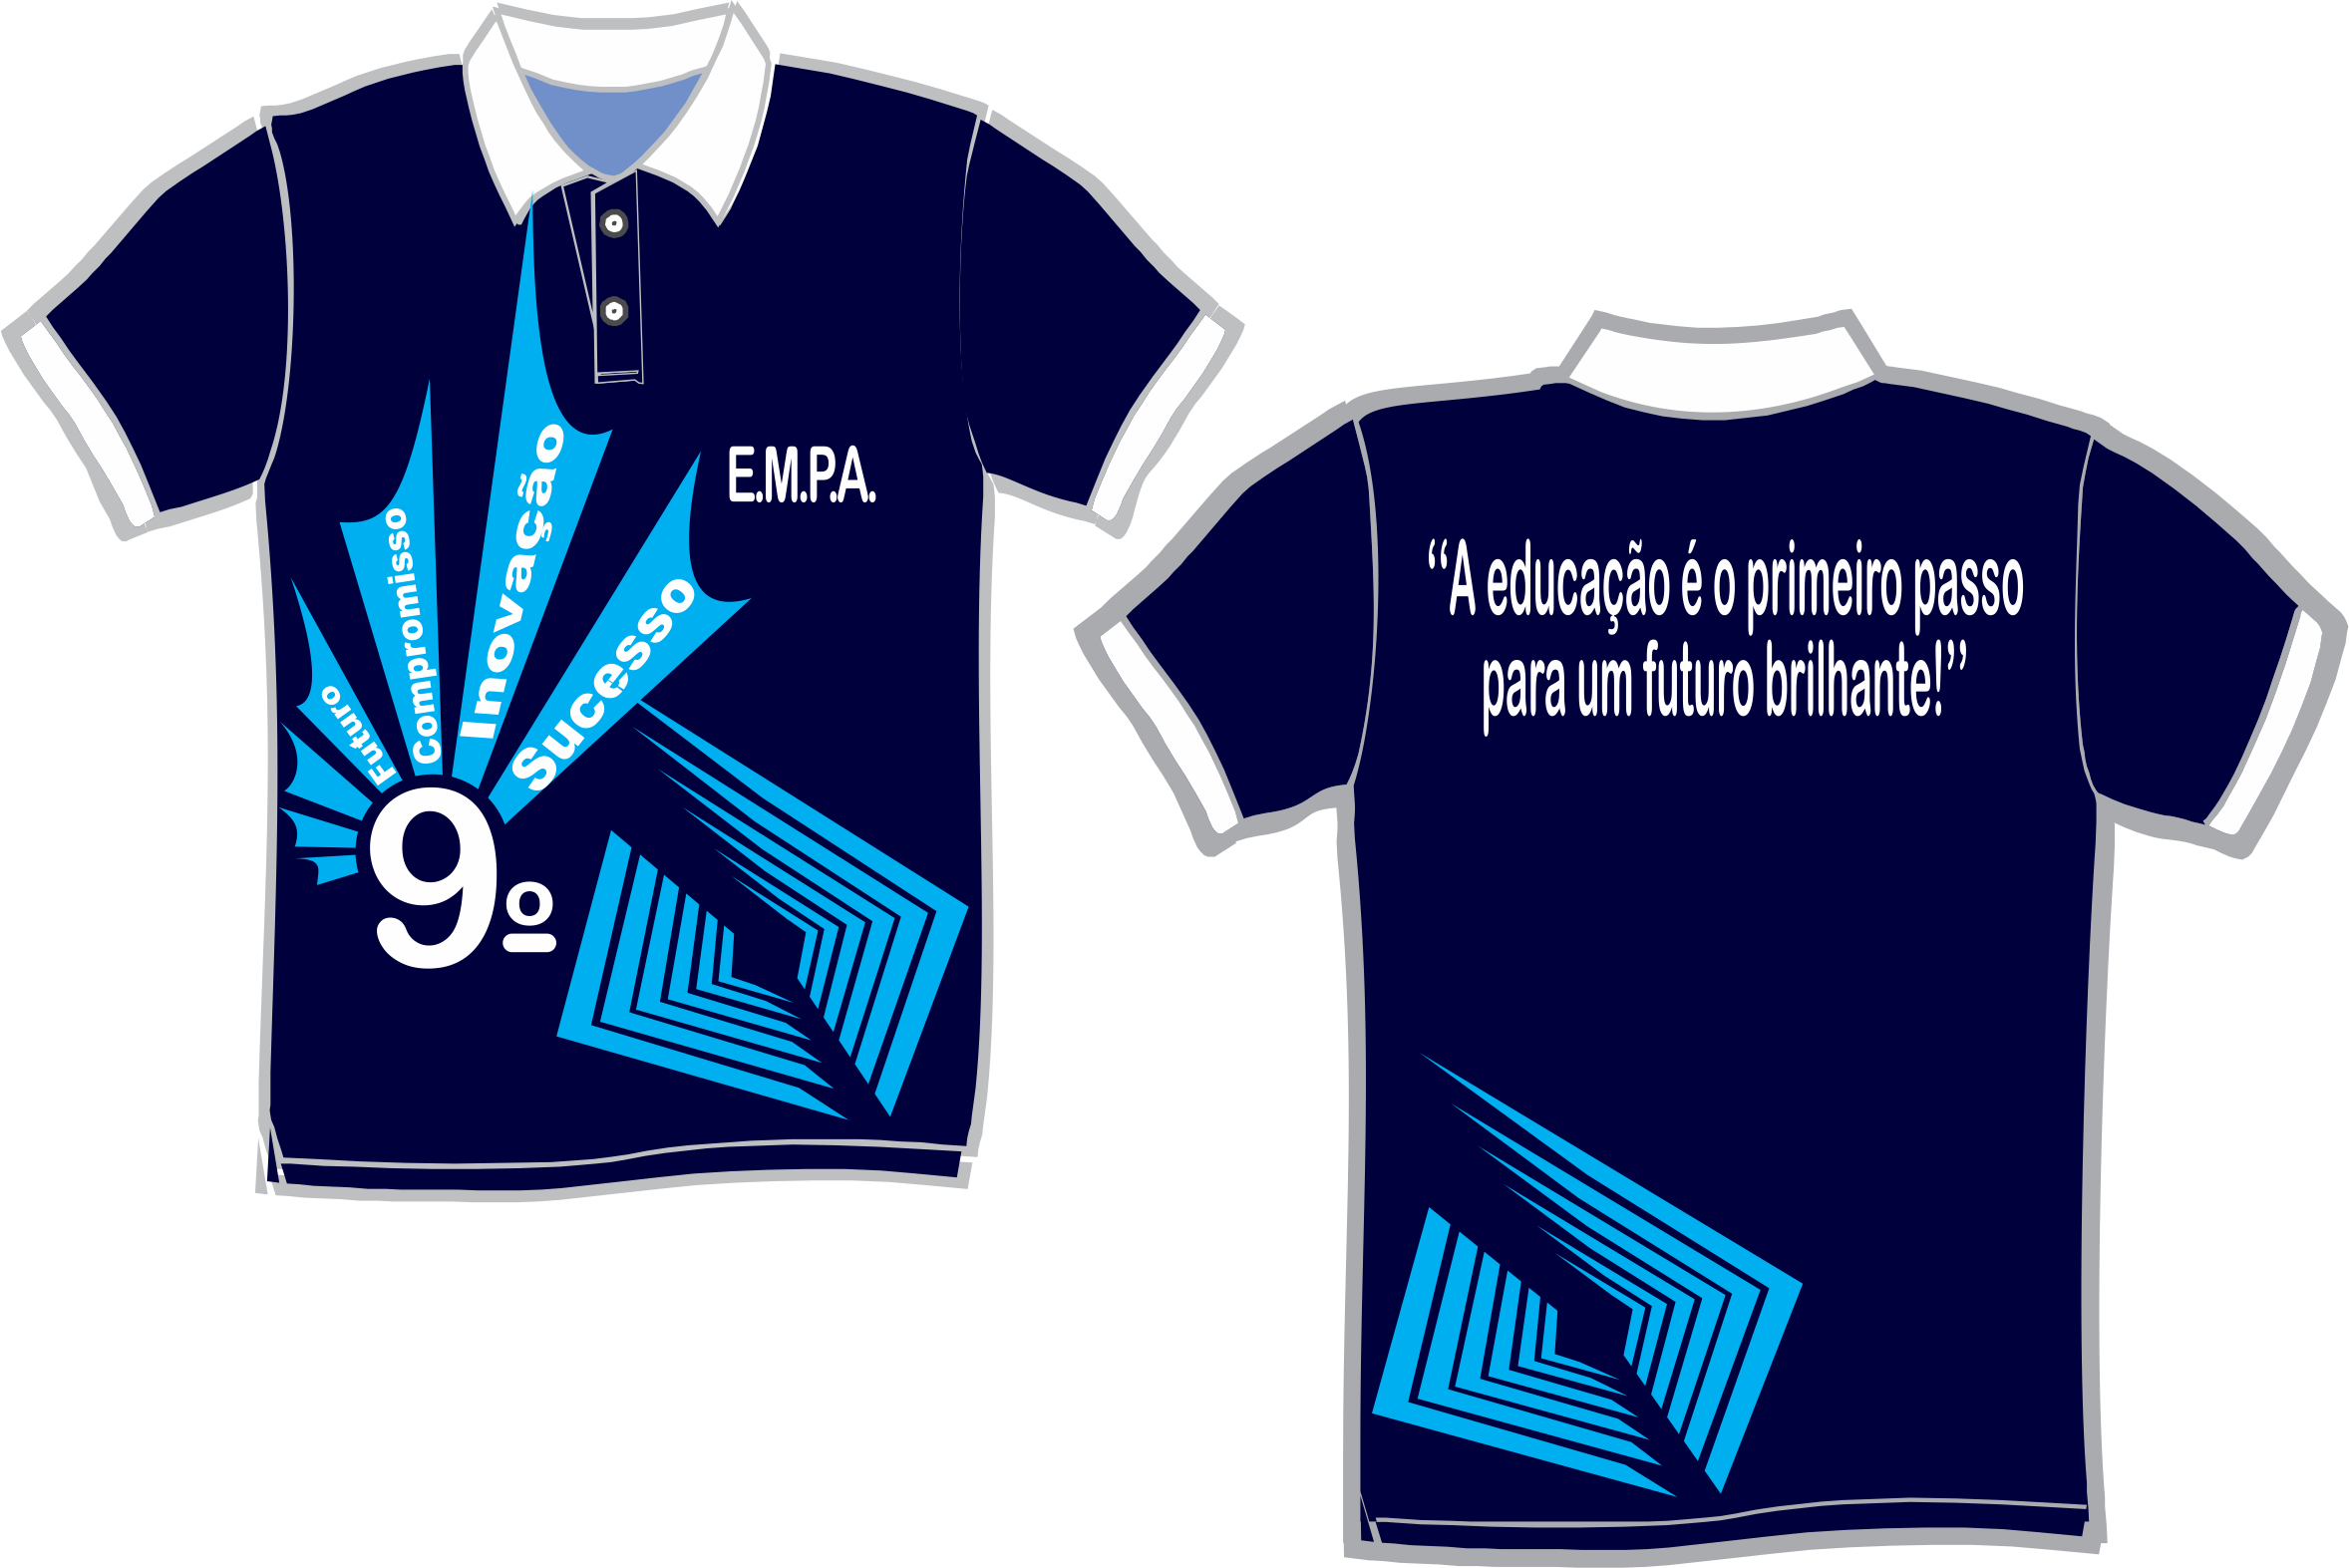 E.M.P.A.
Futuro
compromisso
Inovação
Sucesso
9º
“A educação é o primeiro passo
para um futuro brilhante!”